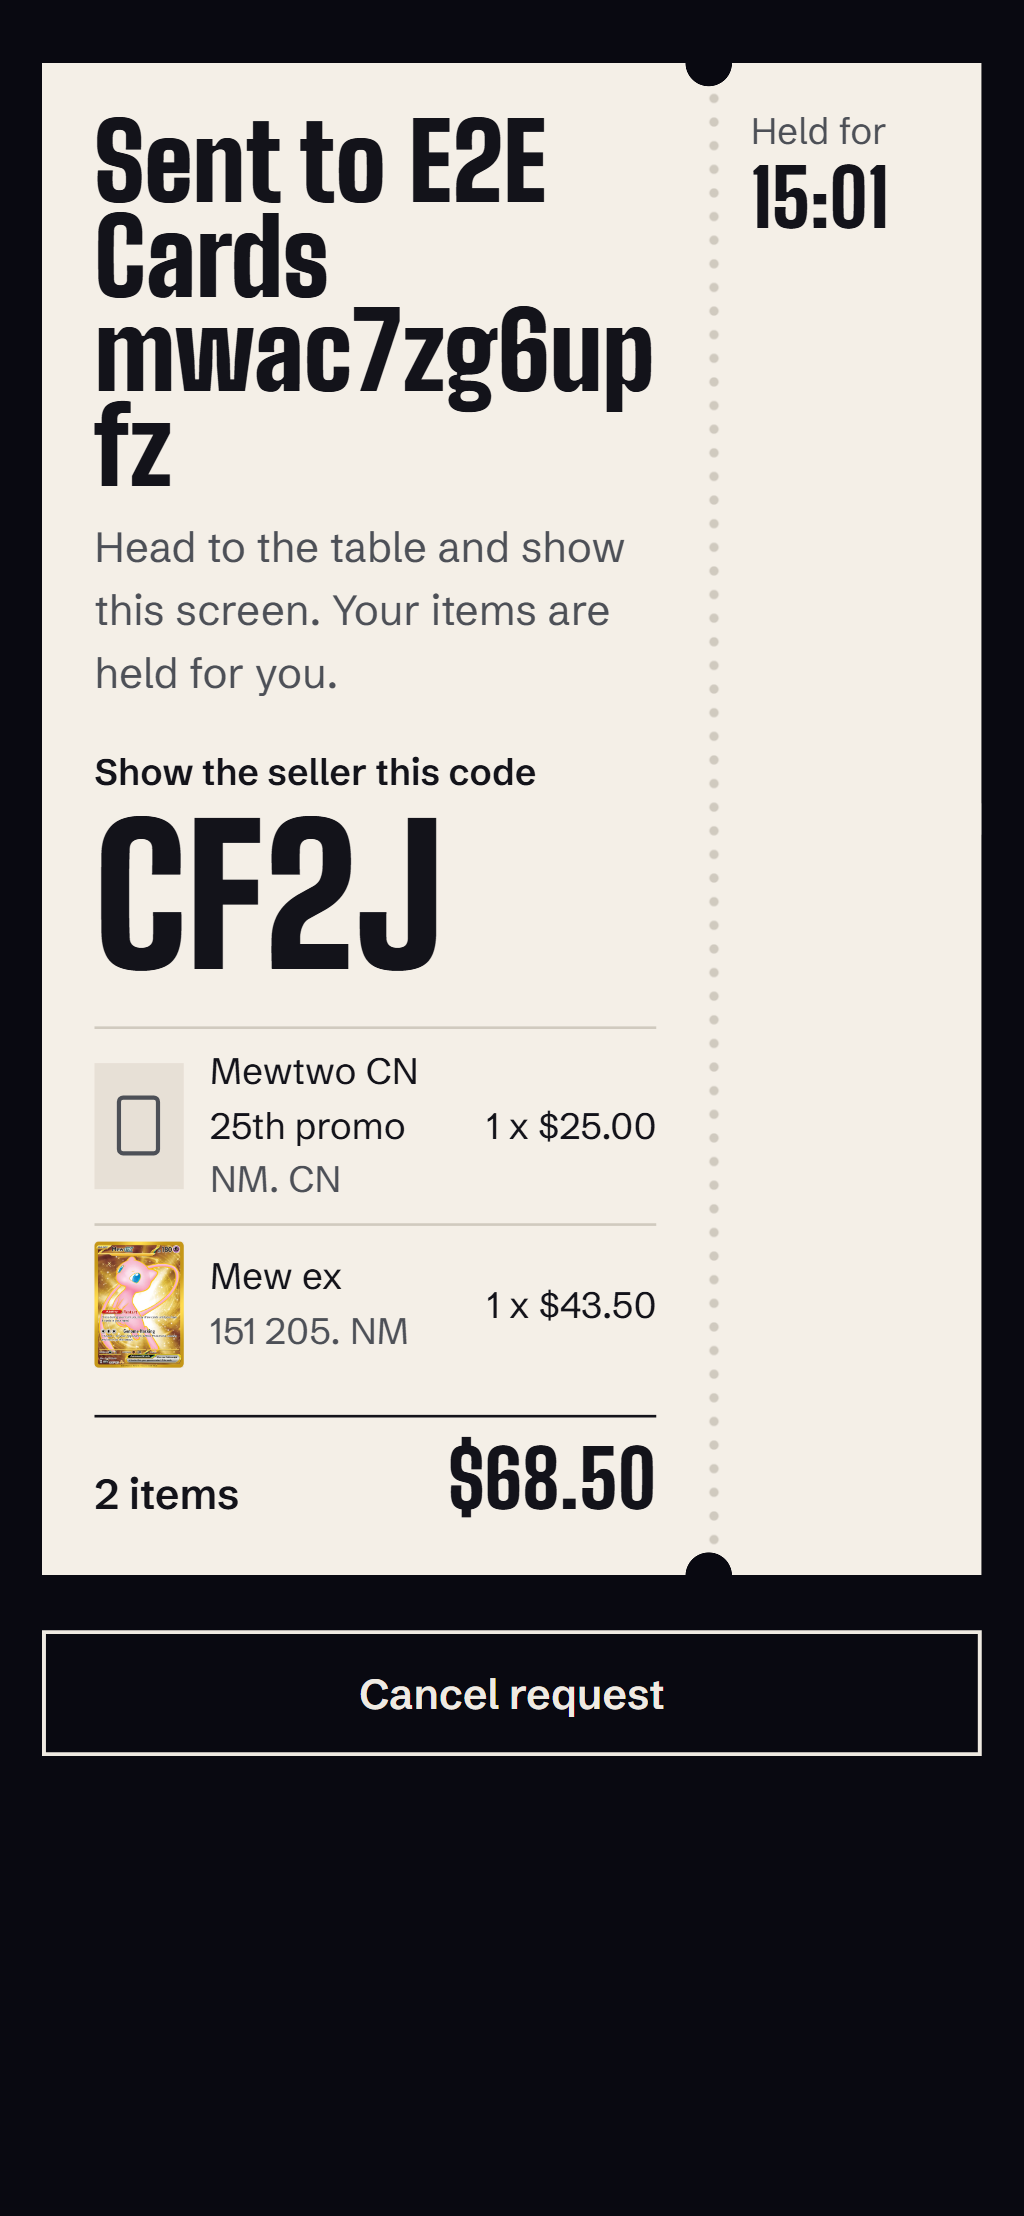 Sent to E2E
Cards
mwac7zg6up
fz
Held for
15:01
Head to the table and show
this screen. Your items are
held for you.
Show the seller this code
CF2J
Mewtwo CN
25th promo
NM. CN
1 x $25.00
Mew ex
151 205. NM
1 x $43.50
2 items
$68.50
Cancel request